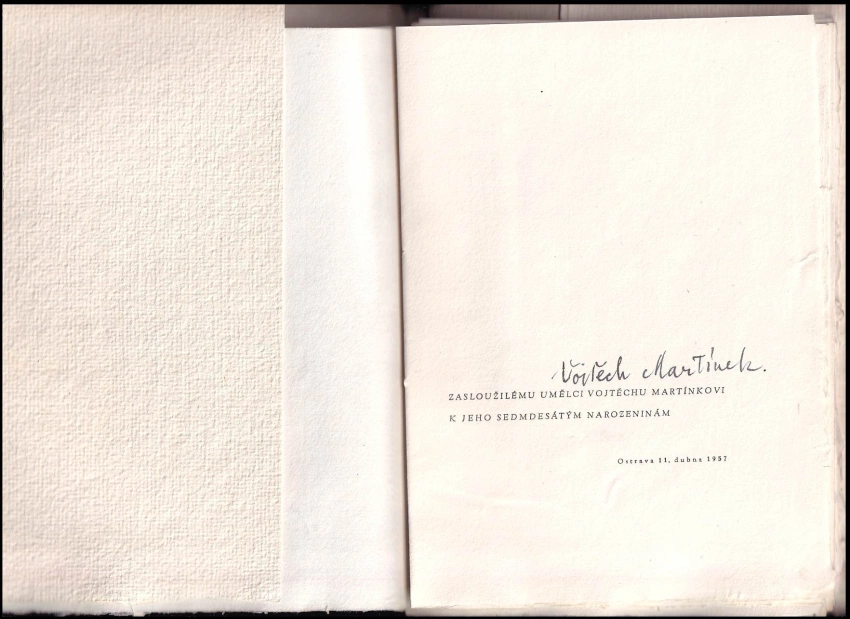 Vojtěch Martínek.
ZASLOUŽILÉMU UMĚLCI VOJTĚCHU MARTÍNKOVI
K JEHO SEDMDESÁTÝM NAROZENINÁM
Ostrava 11. dubna 1957